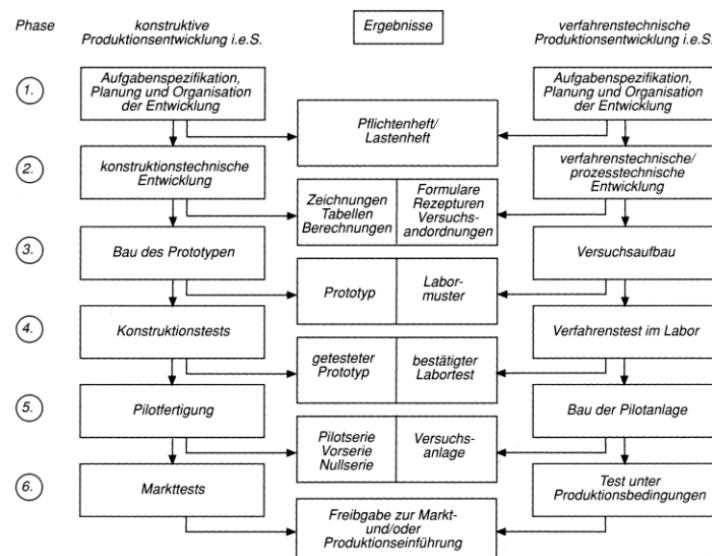 Phase
konstruktive
Produktionsentwicklung i.e.S.
Ergebnisse
verfahrenstechnische
Produktionsentwicklung i.e.S.
1.
Aufgabenspezifikation,
Planung und Organisation
der Entwicklung
Pflichtenheft/
Lastenheft
Aufgabenspezifikation,
Planung und Organisation
der Entwicklung
2.
konstruktionstechnische
Entwicklung
Zeichnungen
Tabellen
Berechnungen
Formulare
Rezepturen
Versuchs-
andordnungen
verfahrenstechnische/
prozesstechnische
Entwicklung
3.
Bau des Prototypen
Prototyp
Labor-
muster
Versuchsaufbau
4.
Konstruktionstests
getesteter
Prototyp
bestätigter
Labortest
Verfahrenstest im Labor
5.
Pilotfertigung
Pilotserie
Vorserie
Nullserie
Versuchs-
anlage
Bau der Pilotanlage
6.
Markttests
Freibgabe zur Markt-
und/oder
Produktionseinführung
Test unter
Produktionsbedingungen